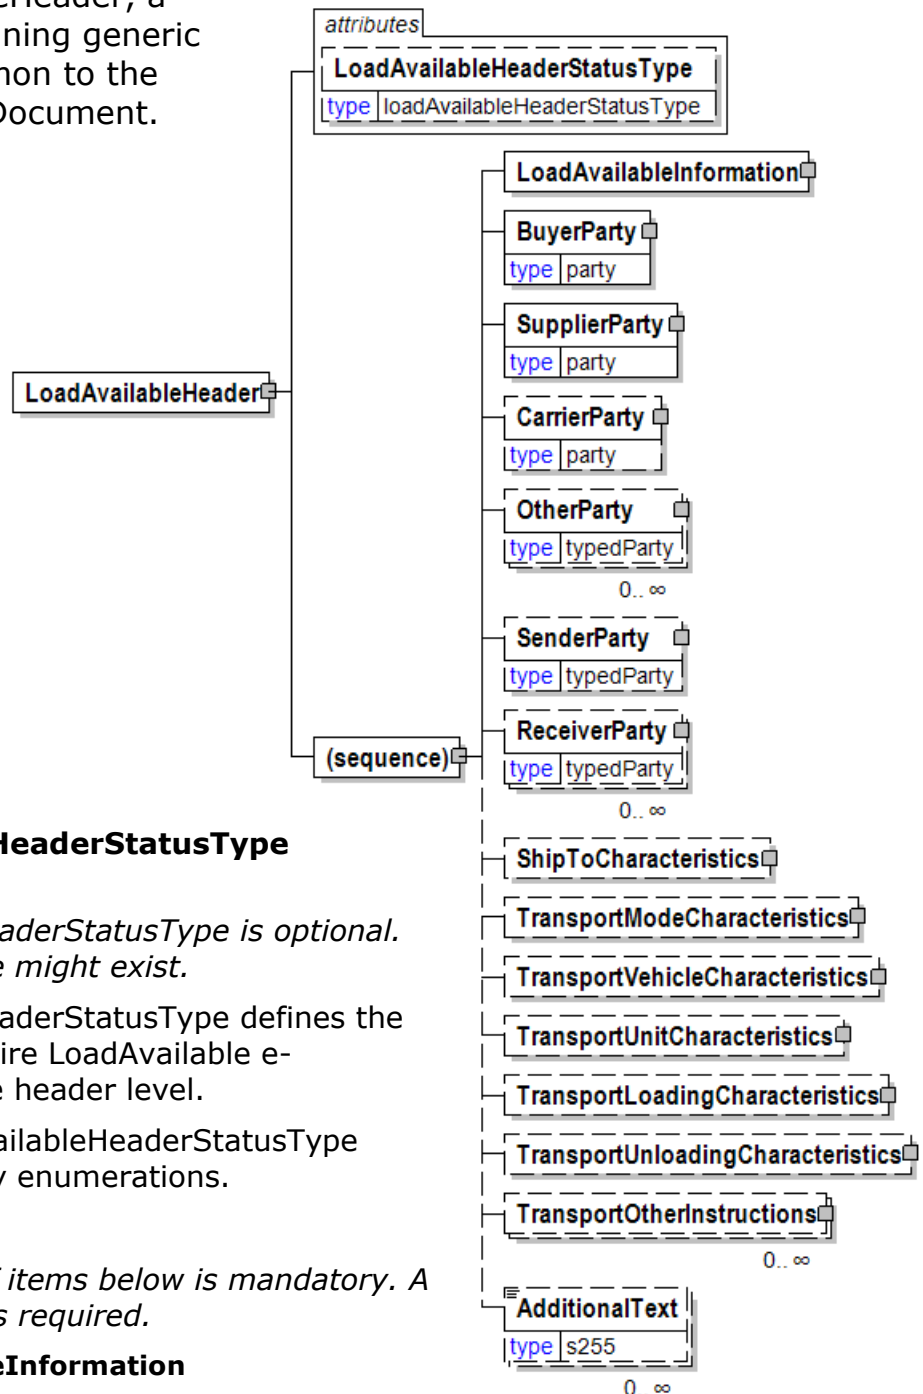 erHeader, a
ning generic
mon to the
Document.
attributes
LoadAvailableHeaderStatusType
type loadAvailableHeaderStatusType
LoadAvailableHeader
(sequence)
LoadAvailableInformation
BuyerParty
type party
SupplierParty
type party
CarrierParty
type party
OtherParty
type typedParty
0.. ∞
SenderParty
type typedParty
ReceiverParty
type typedParty
0.. ∞
ShipToCharacteristics
TransportModeCharacteristics
TransportVehicleCharacteristics
TransportUnitCharacteristics
TransportLoadingCharacteristics
TransportUnloadingCharacteristics
TransportOtherInstructions
0.. ∞
AdditionalText
type s255
0.. ∞
HeaderStatusType
aderStatusType is optional.
e might exist.
aderStatusType defines the
ire LoadAvailable e-
e header level.
ailableHeaderStatusType
y enumerations.
items below is mandatory. A
s required.
eInformation